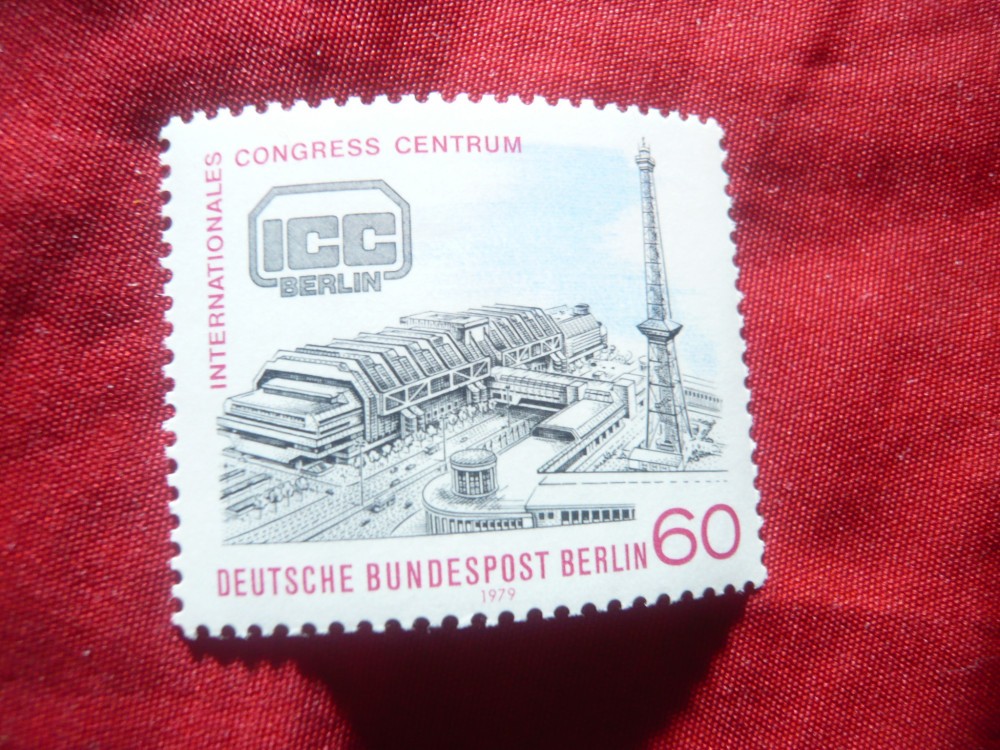 INTERNATIONALES
CONGRESS CENTRUM
ICC
BERLIN
DEUTSCHE BUNDESPOST BERLIN 60
1979